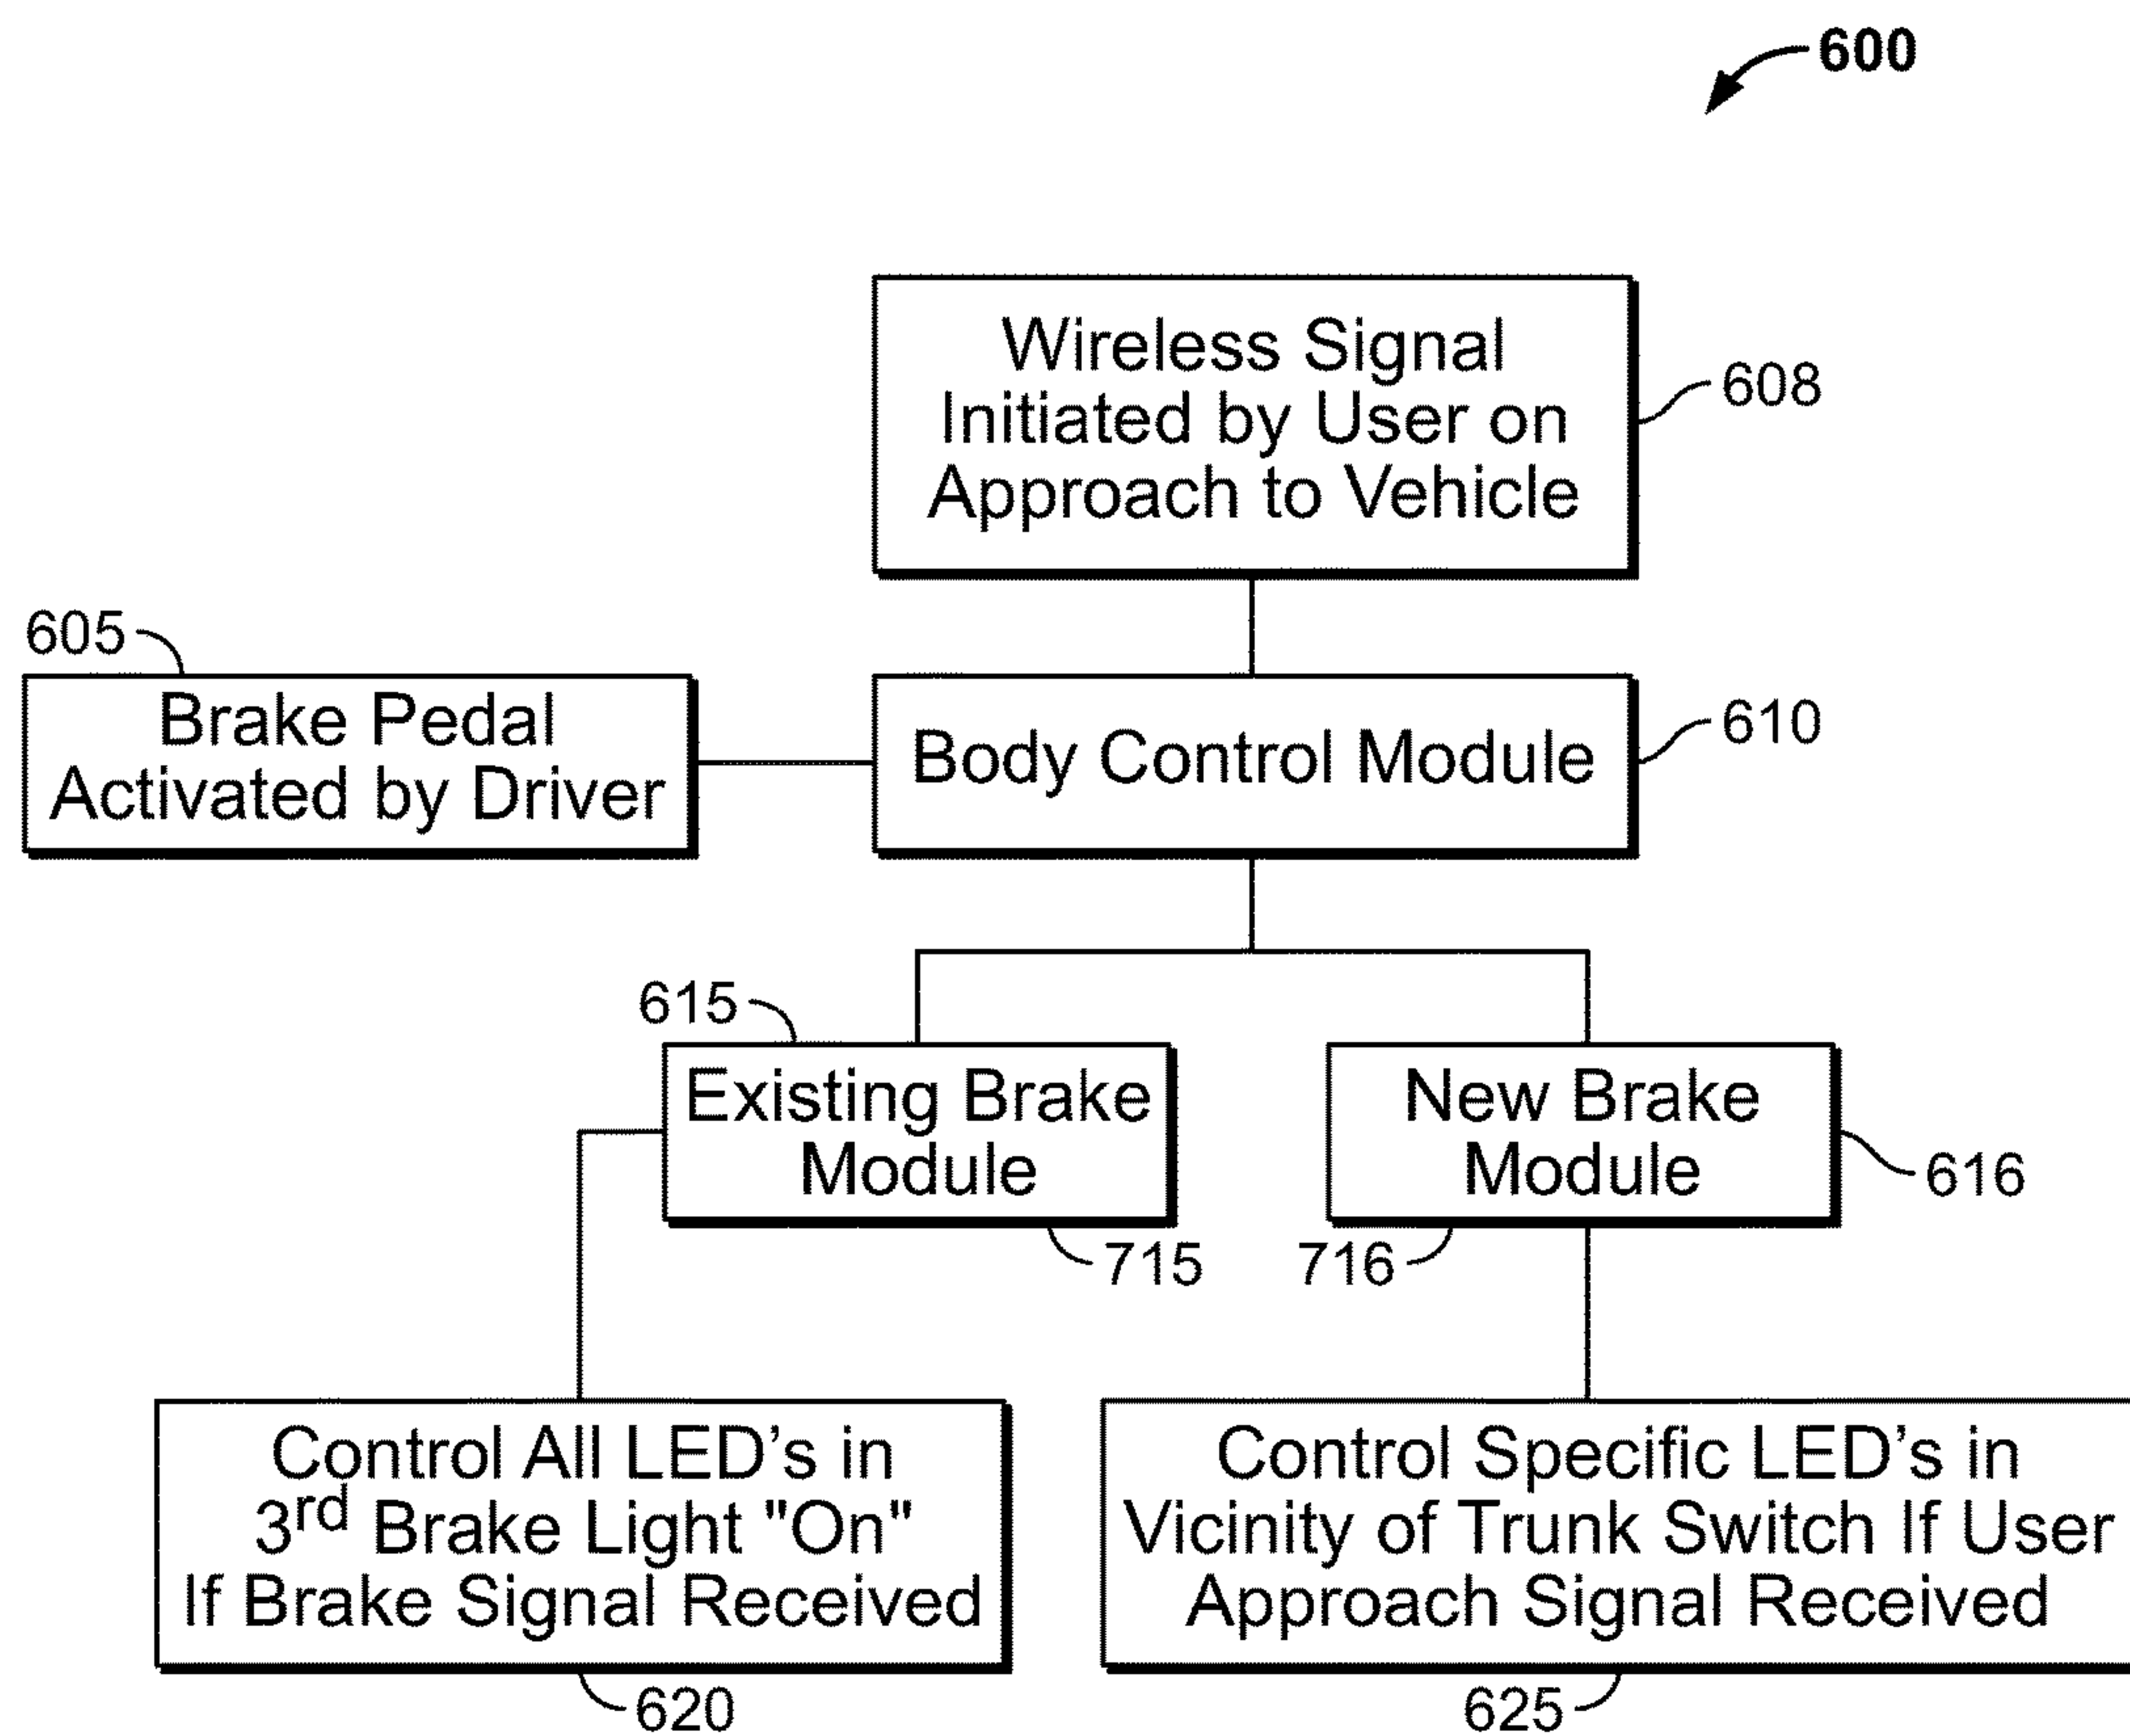 600
Wireless Signal
Initiated by User on
Approach to Vehicle
608
605
Brake Pedal
Activated by Driver
Body Control Module
610
615
Existing Brake
Module
715
New Brake
Module
616
716
Control All LED’s in
3rd Brake Light "On"
If Brake Signal Received
620
Control Specific LED’s in
Vicinity of Trunk Switch If User
Approach Signal Received
625